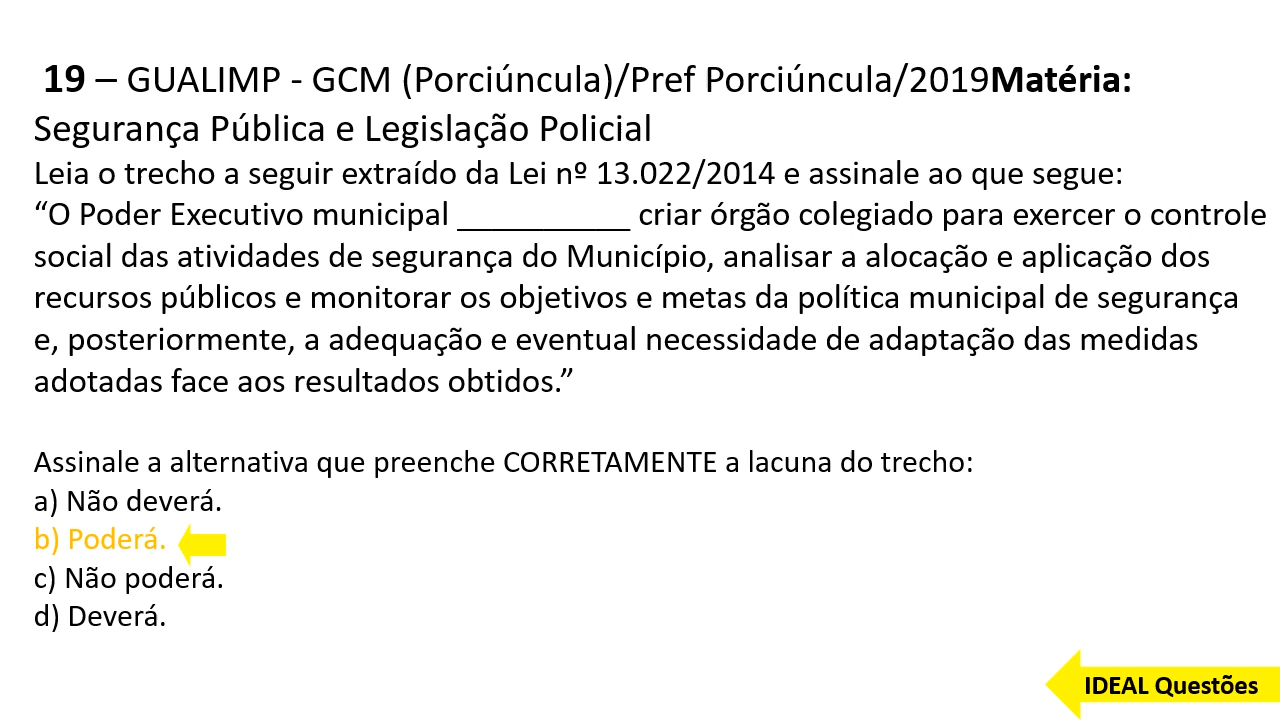 19 – GUALIMP - GCM (Porciúncula)/Pref Porciúncula/2019Matéria:
Segurança Pública e Legislação Policial
Leia o trecho a seguir extraído da Lei nº 13.022/2014 e assinale ao que segue:
“O Poder Executivo municipal ___________ criar órgão colegiado para exercer o controle
social das atividades de segurança do Município, analisar a alocação e aplicação dos
recursos públicos e monitorar os objetivos e metas da política municipal de segurança
e, posteriormente, a adequação e eventual necessidade de adaptação das medidas
adotadas face aos resultados obtidos.”
Assinale a alternativa que preenche CORRETAMENTE a lacuna do trecho:
a) Não deverá.
b) Poderá.
c) Não poderá.
d) Deverá.
IDEAL Questões